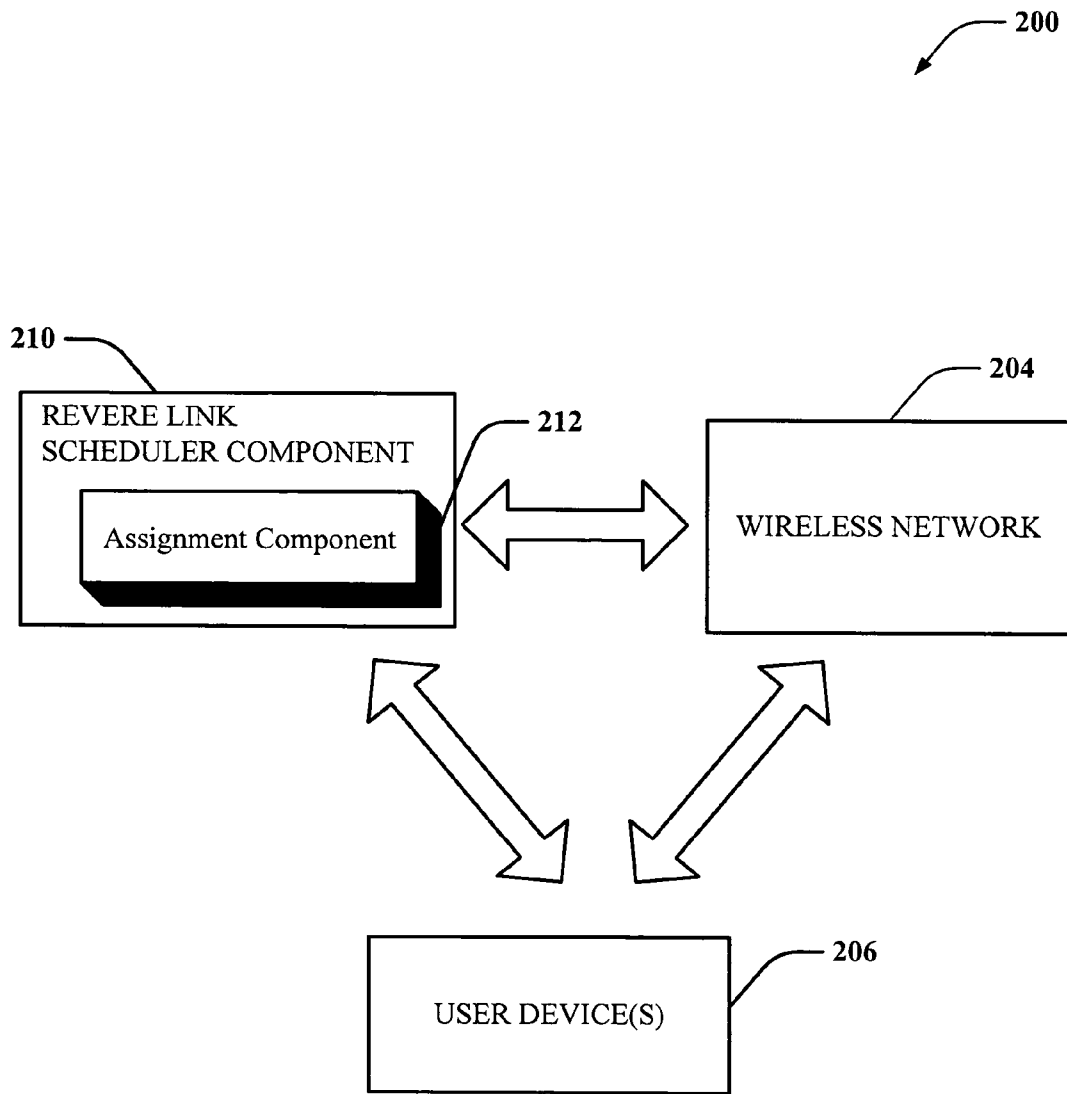 200
210
REVERE LINK
SCHEDULER COMPONENT
212
Assignment Component
204
WIRELESS NETWORK
206
USER DEVICE(S)